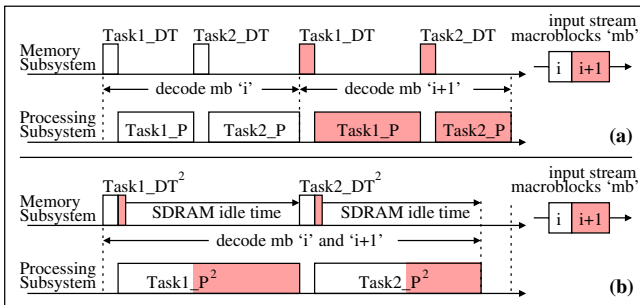 Task1_DT Task2_DT Task1_DT Task2_DT input stream
Memory Subsystem macroblocks 'mb'
decode mb 'i' decode mb 'i+1' i i+1
Processing Subsystem Task1_P Task2_P Task1_P Task2_P (a)
Task1_DT² Task2_DT² input stream
Memory Subsystem macroblocks 'mb'
SDRAM idle time SDRAM idle time i i+1
decode mb 'i' and 'i+1'
Processing Subsystem Task1_P² Task2_P² (b)